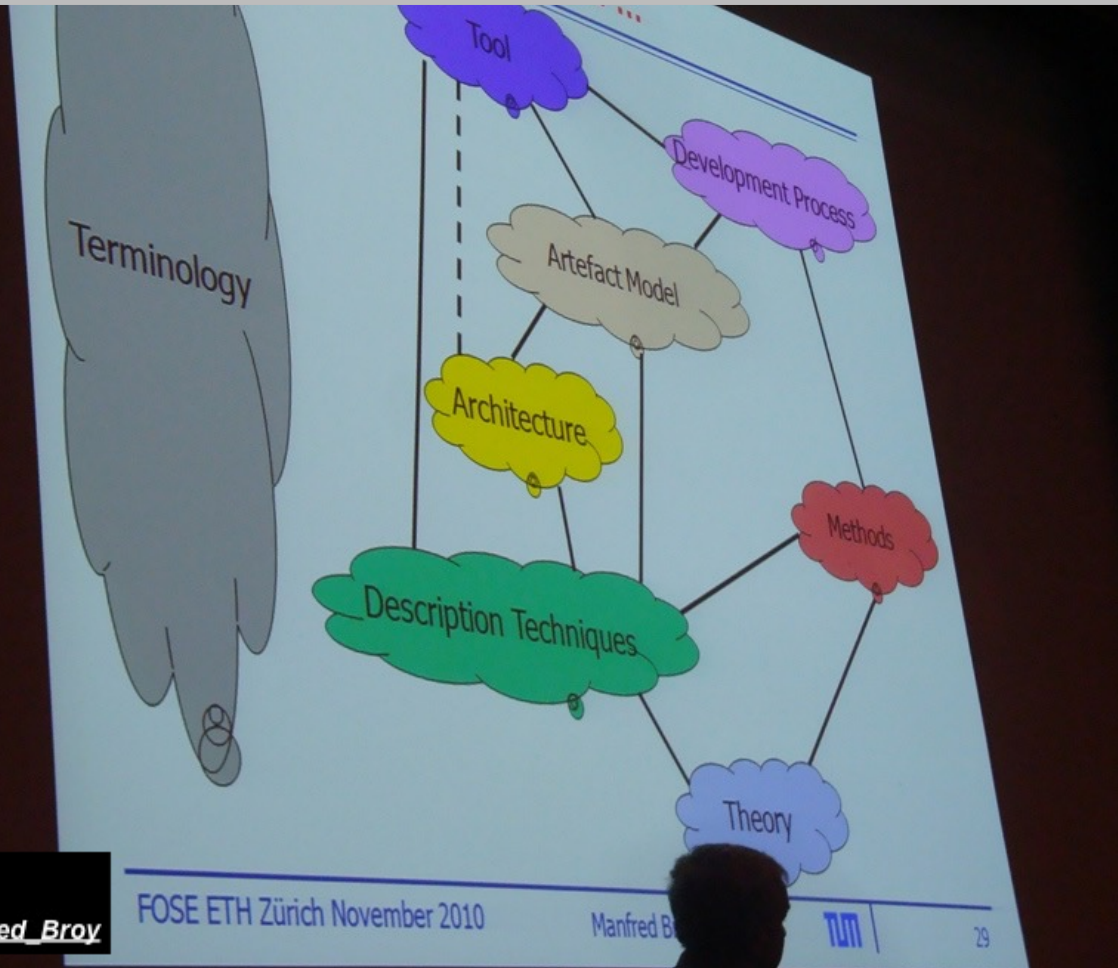 Tool
Development Process
Terminology
Artefact Model
Architecture
Methods
Description Techniques
Theory
FOSE ETH Zürich November 2010
Manfred
TUM
29
ed_Broy